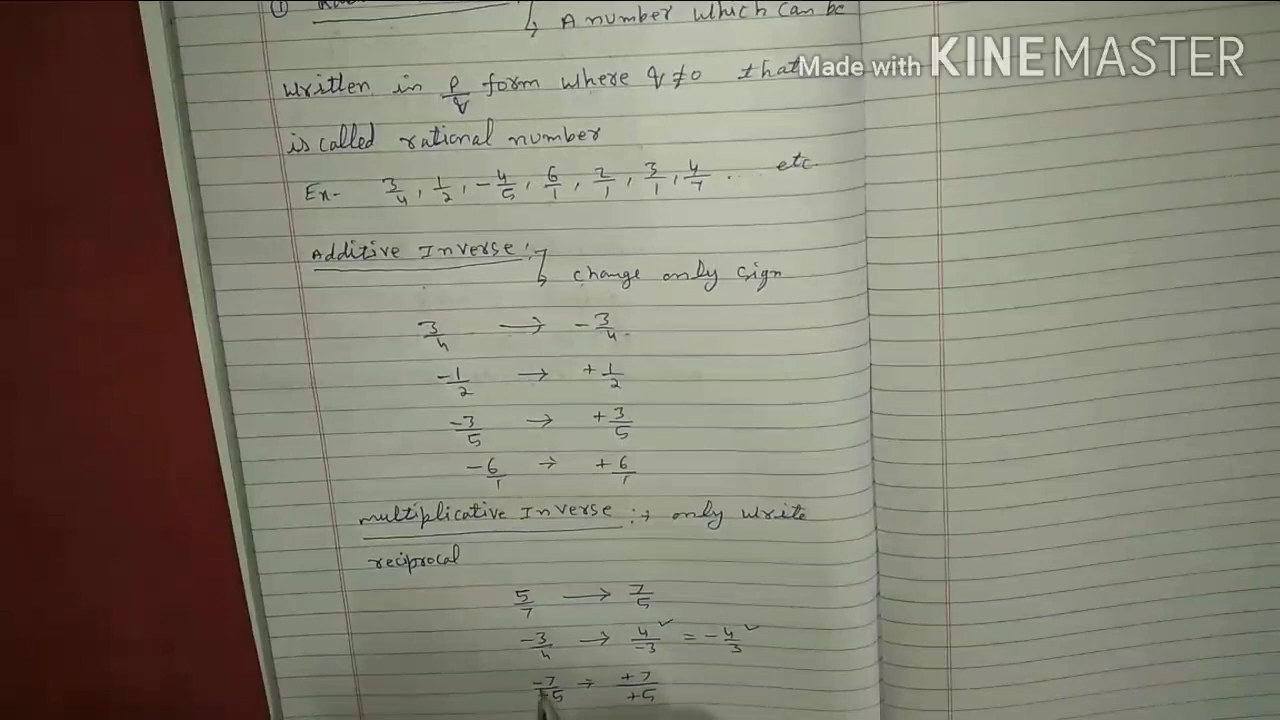 ① 
↳ A number which can be
Made with KINEMASTER
written in p/q form where q≠0 that
is called rational number
Ex- 3/4, 1/2, -4/5, 6/1, 2/1, 3/1, 4/7 .. etc.
Additive Inverse :↳ change only sign
3/4 → -3/4.
-1/2 → +1/2
-3/5 → +3/5
-6/1 → +6/1
multiplicative Inverse :→ only write
reciprocal
5/7 → 7/5
-3/4 → 4/-3 ✓ = -4/3 ✓
→ +7/+5